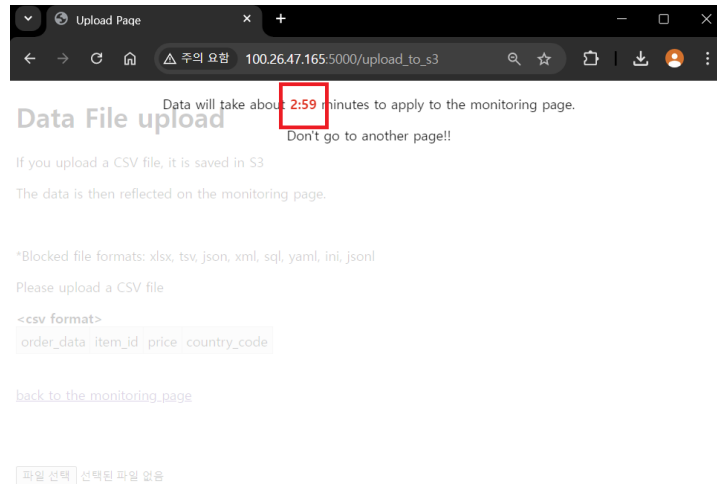 Upload Page
주의 요함 100.26.47.165:5000/upload_to_s3
Data will take about 2:59 minutes to apply to the monitoring page.
Data File upload
Don't go to another page!!
If you upload a CSV file, it is saved in S3
The data is then reflected on the monitoring page.
*Blocked file formats: xlsx, tsv, json, xml, sql, yaml, ini, jsonl
Please upload a CSV file
<csv format>
order_data item_id price country_code
back to the monitoring page
파일 선택 선택된 파일 없음